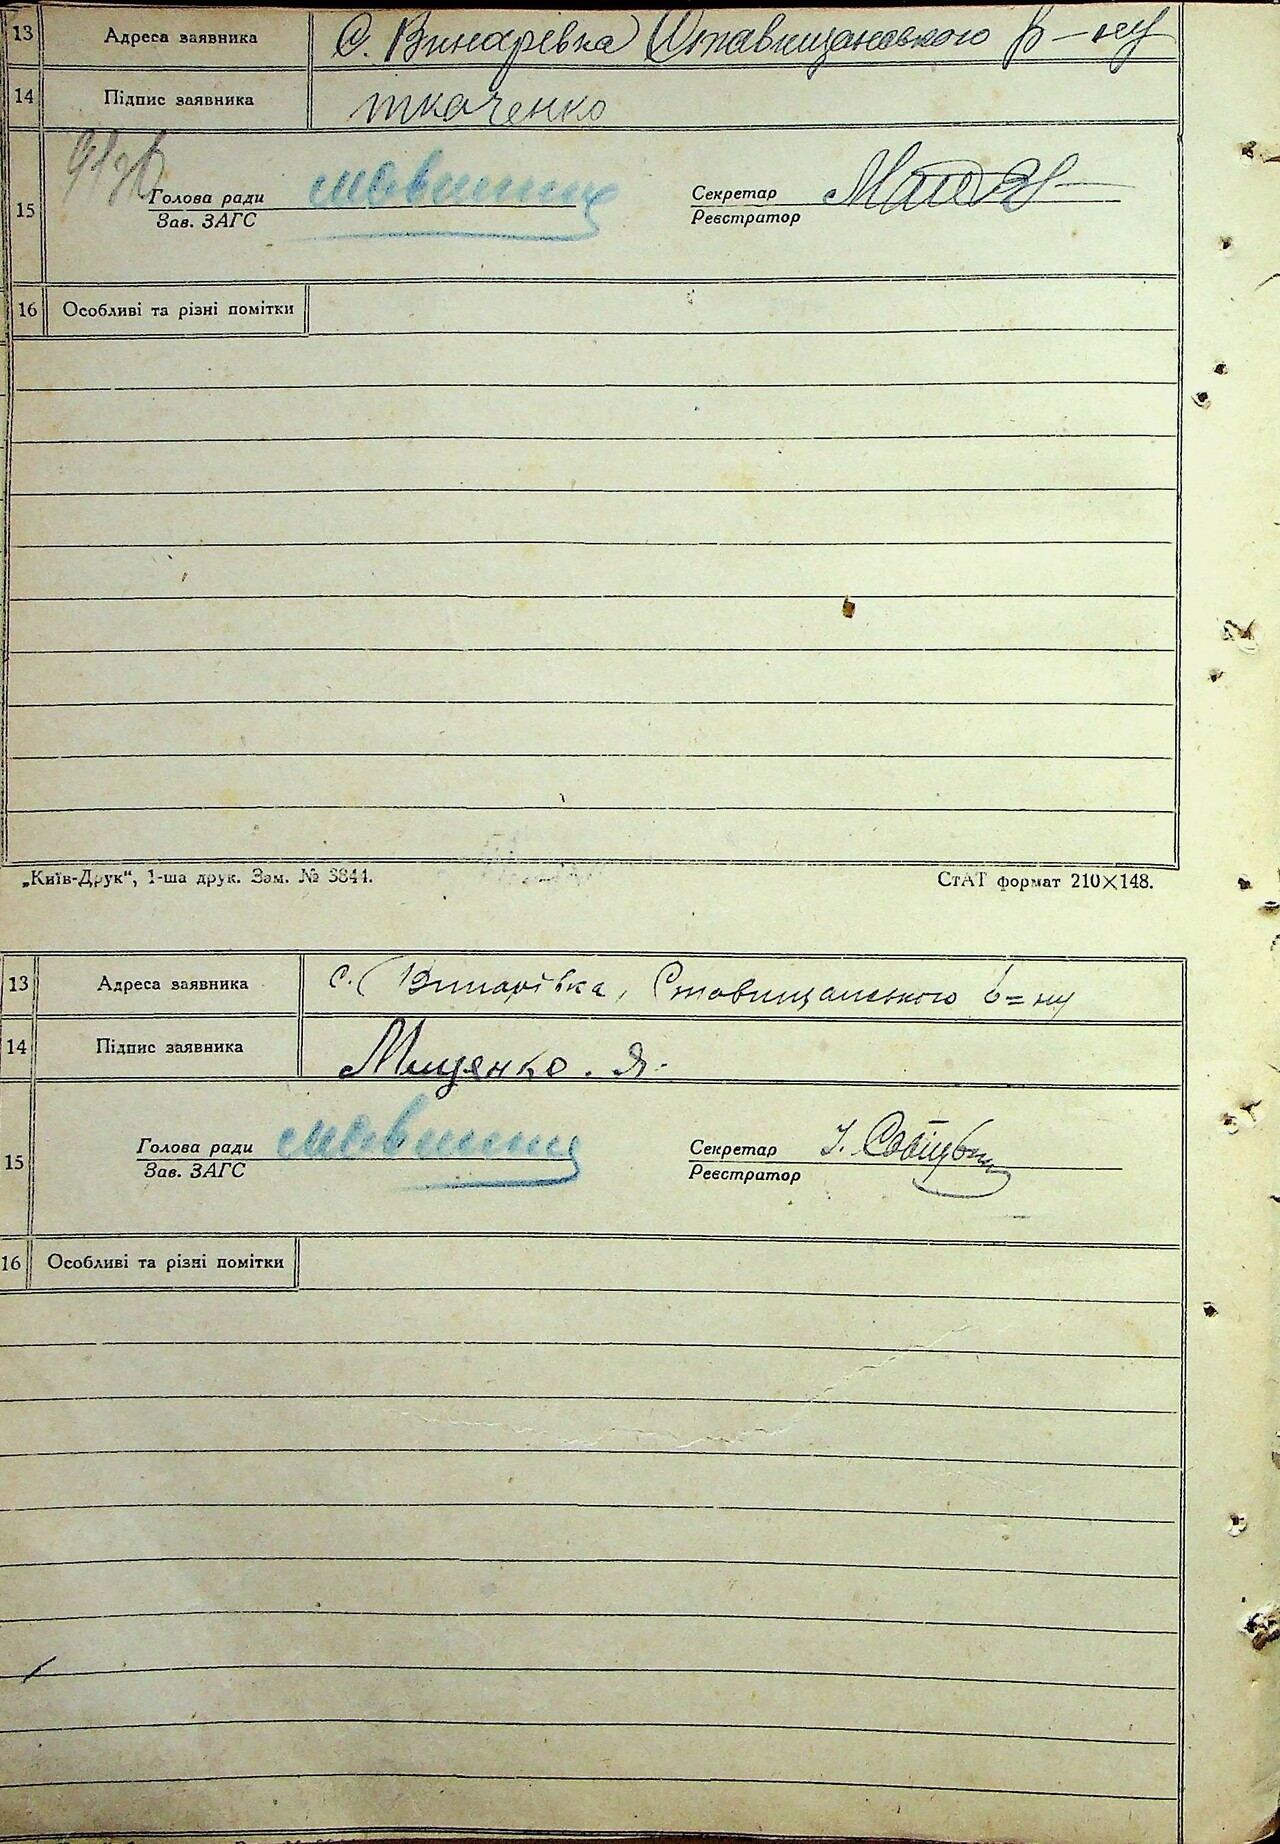 13 Адреса заявника С. Винарівка Ставищанського р-ну
14 Підпис заявника ткаченко
15 Голова ради Секретар
Зав. ЗАГС Реєстратор
16 Особливі та різні помітки
„Київ-Друк“, 1-ша друк. Зам. № 3844. СтАТ формат 210×148.
13 Адреса заявника с. Винарівка, Ставищанського р=ну
14 Підпис заявника Мищенко. Я.
15 Голова ради Секретар
Зав. ЗАГС Реєстратор
16 Особливі та різні помітки